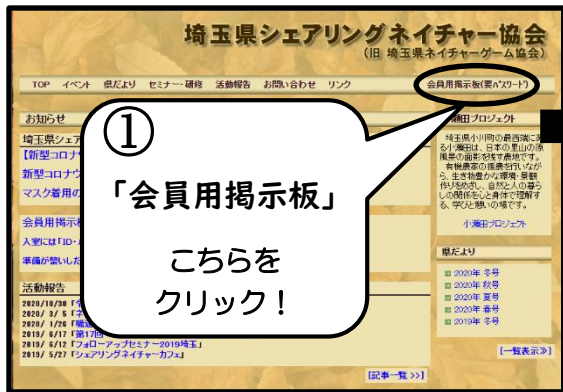 埼玉県シェアリングネイチャー協会
(旧 埼玉県ネイチャーゲーム協会)
TOP イベント 県だより セミナー・研修 活動報告 お問い合わせ リンク 会員用掲示板(要パスワード)
お知らせ
埼玉県シェア
【新型コロナ
新型コロナ
マスク着用の
会員用掲示板
入室には「ID・
準備が整いした
①
「会員用掲示板」
こちらを
クリック!
活動報告
2020/10/30
2020/ 3/ 5
2020/ 1/26
2019/ 6/17 「第17回
2019/ 6/12 「フォローアップセミナー2019埼玉」
2019/ 5/27 「シェアリングネイチャーカフェ」
[記事一覧 >>]
瀬田プロジェクト
埼玉県小川町の最西端にあ
る小瀬田は、日本の里山の原
風景の面影を残す農地です。
有機農家の指農を行いなが
ら、生き物豊かな環境・景観
作りをめざし、自然と人の暮ら
しの関係を心と身体で理解す
る、学びと憩いの場です。
小瀬田プロジェクト
県だより
2020年 冬号
2020年 秋号
2020年 夏号
2020年 春号
2019年 冬号
[一覧表示≫]